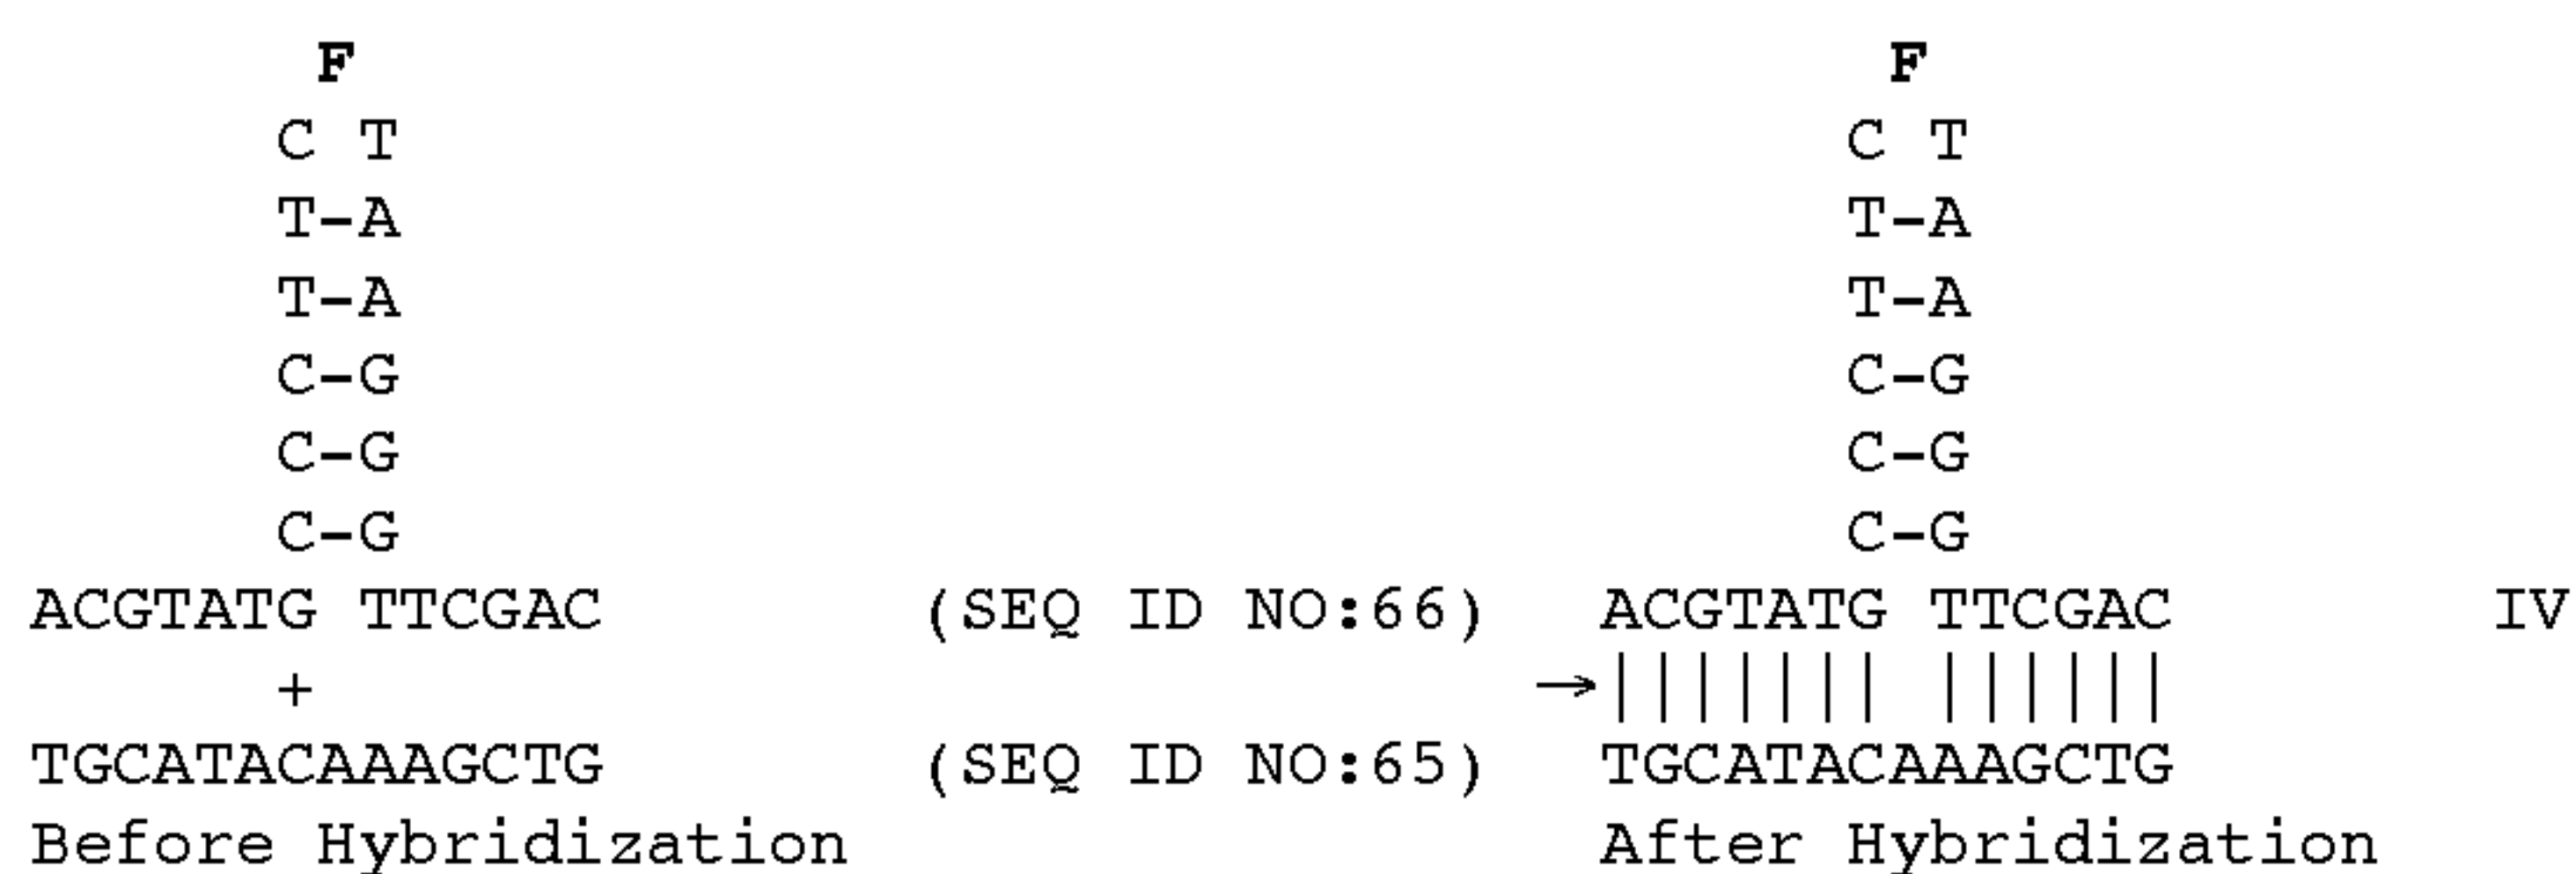 F F
C T C T
T-A T-A
T-A T-A
C-G C-G
C-G C-G
C-G C-G
ACGTATG TTCGAC (SEQ ID NO:66) ACGTATG TTCGAC IV
+ →||||||| ||||||
TGCATACAAAGCTG (SEQ ID NO:65) TGCATACAAAGCTG
Before Hybridization After Hybridization